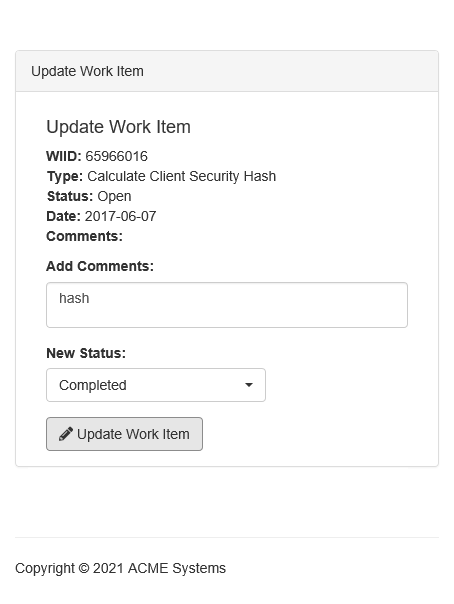 Update Work Item
Update Work Item
WIID: 65966016
Type: Calculate Client Security Hash
Status: Open
Date: 2017-06-07
Comments:
Add Comments:
hash
New Status:
Completed
Update Work Item
Copyright © 2021 ACME Systems